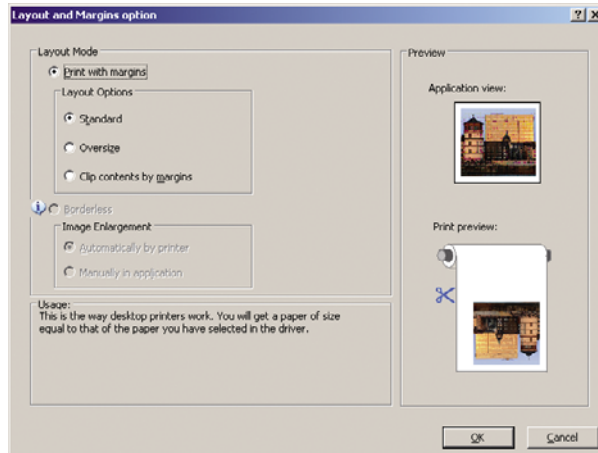 Layout and Margins option
Layout Mode
Print with margins
Layout Options
Standard
Oversize
Clip contents by margins
Borderless
Image Enlargement
Automatically by printer
Manually in application
Usage:
This is the way desktop printers work. You will get a paper of size
equal to that of the paper you have selected in the driver.
Preview
Application view:
Print preview:
OK
Cancel